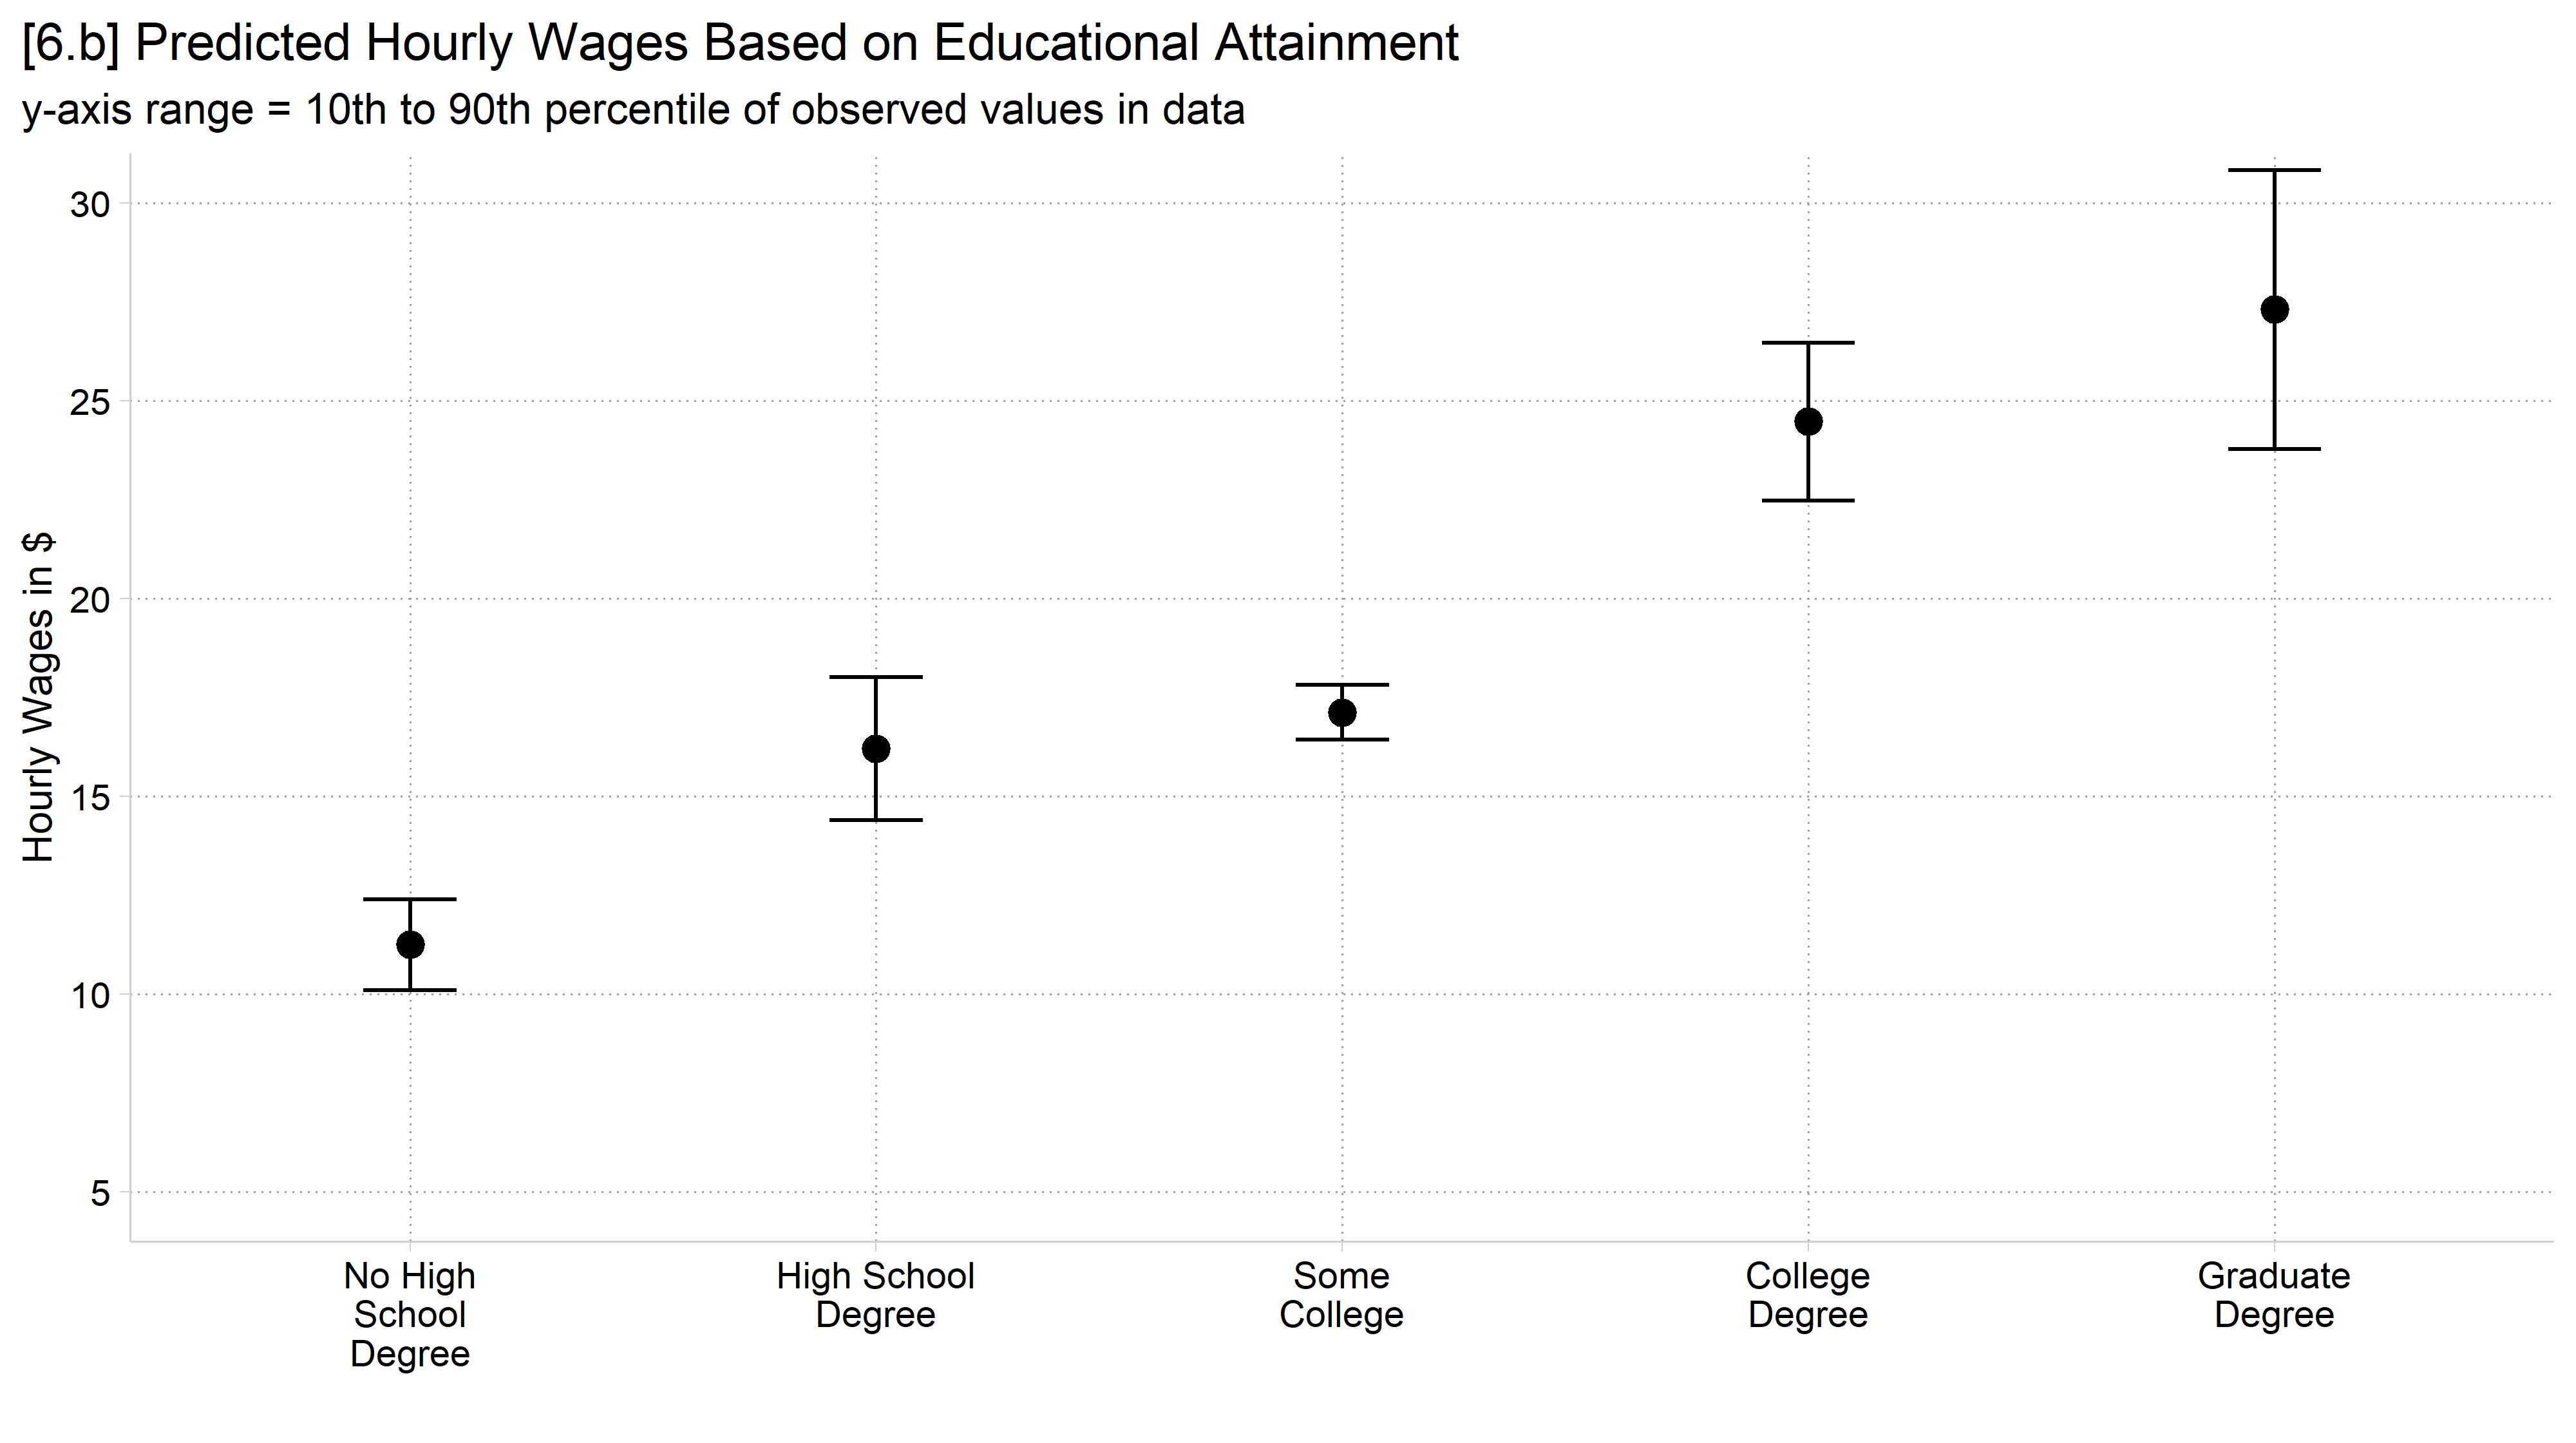 [6.b] Predicted Hourly Wages Based on Educational Attainment
y-axis range = 10th to 90th percentile of observed values in data
Hourly Wages in $
30
25
20
15
10
5
No High
School
Degree
High School
Degree
Some
College
College
Degree
Graduate
Degree